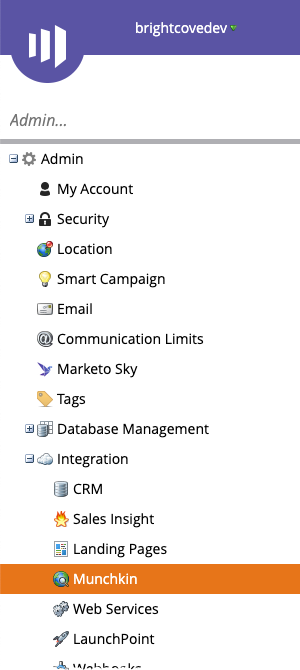 brightcovedev
Admin...
Admin
My Account
Security
Location
Smart Campaign
Email
Communication Limits
Marketo Sky
Tags
Database Management
Integration
CRM
Sales Insight
Landing Pages
Munchkin
Web Services
LaunchPoint
Webhooks